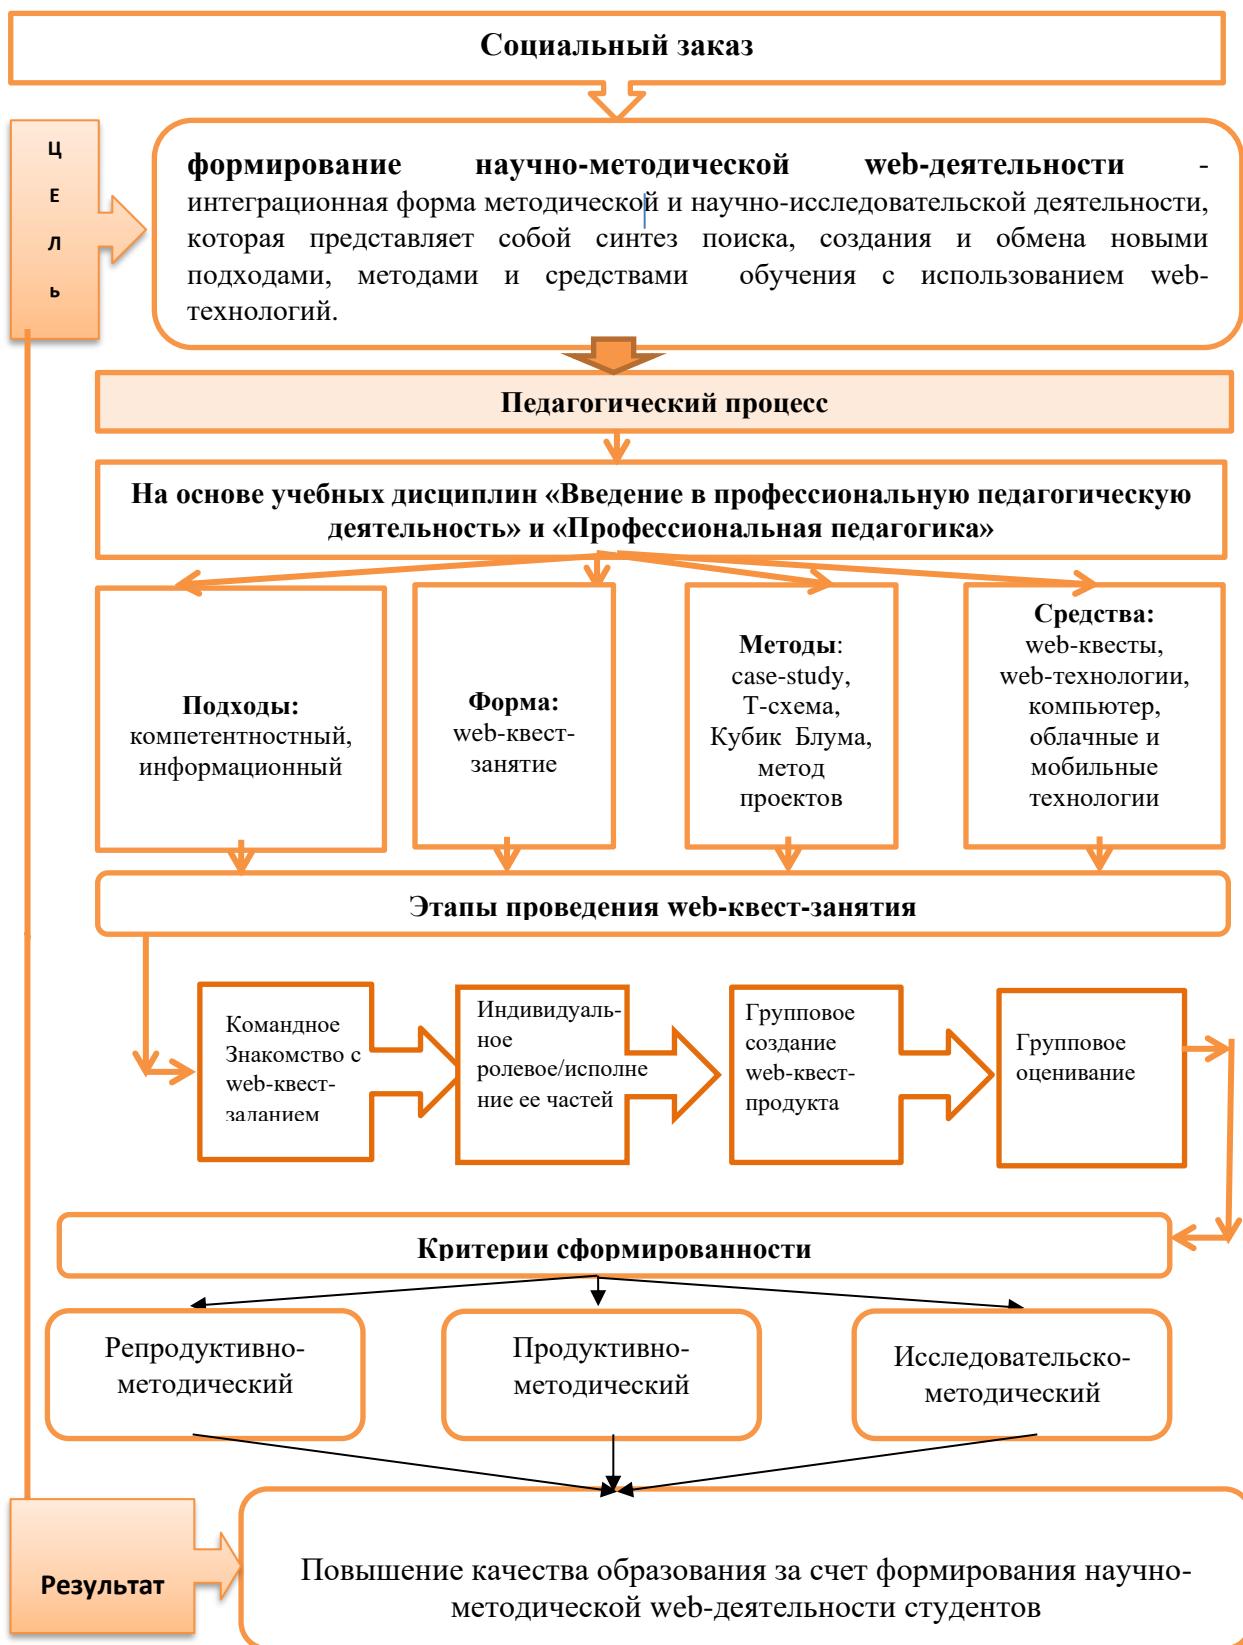 Социальный заказ
Ц
Е
Л
ь
формирование научно-методической web-деятельности -
интеграционная форма методической и научно-исследовательской деятельности,
которая представляет собой синтез поиска, создания и обмена новыми
подходами, методами и средствами обучения с использованием web-
технологий.
Педагогический процесс
На основе учебных дисциплин «Введение в профессиональную педагогическую
деятельность» и «Профессиональная педагогика»
Подходы:
компетентностный,
информационный
Форма:
web-квест-
занятие
Методы:
case-study,
Т-схема,
Кубик Блума,
метод
проектов
Средства:
web-квесты,
web-технологии,
компьютер,
облачные и
мобильные
технологии
Этапы проведения web-квест-занятия
Командное
Знакомство с
web-квест-
заданием
Индивидуаль-
ное
ролевое/исполне
ние ее частей
Групповое
создание
web-квест-
продукта
Групповое
оценивание
Критерии сформированности
Репродуктивно-
методический
Продуктивно-
методический
Исследовательско-
методический
Результат
Повышение качества образования за счет формирования научно-
методической web-деятельности студентов